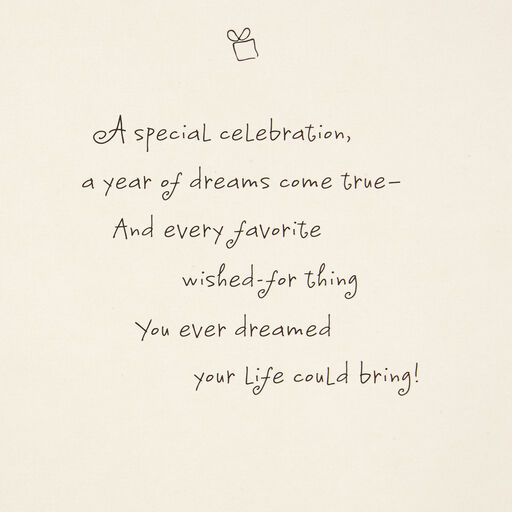 A special celebration,
a year of dreams come true–
And every favorite
wished-for thing
You ever dreamed
your life could bring!